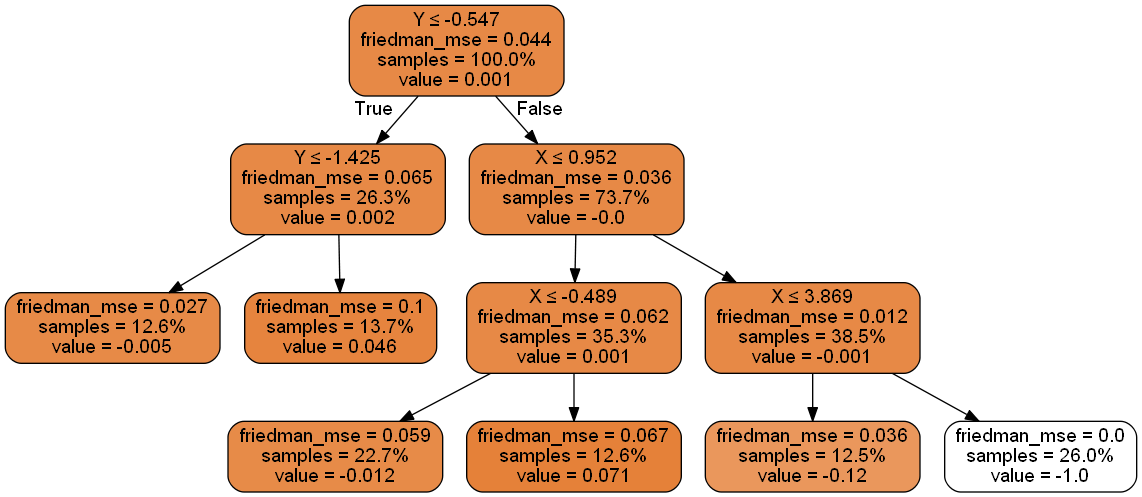 Y ≤ -0.547
friedman_mse = 0.044
samples = 100.0%
value = 0.001
True
False
Y ≤ -1.425
friedman_mse = 0.065
samples = 26.3%
value = 0.002
X ≤ 0.952
friedman_mse = 0.036
samples = 73.7%
value = -0.0
friedman_mse = 0.027
samples = 12.6%
value = -0.005
friedman_mse = 0.1
samples = 13.7%
value = 0.046
X ≤ -0.489
friedman_mse = 0.062
samples = 35.3%
value = 0.001
X ≤ 3.869
friedman_mse = 0.012
samples = 38.5%
value = -0.001
friedman_mse = 0.059
samples = 22.7%
value = -0.012
friedman_mse = 0.067
samples = 12.6%
value = 0.071
friedman_mse = 0.036
samples = 12.5%
value = -0.12
friedman_mse = 0.0
samples = 26.0%
value = -1.0